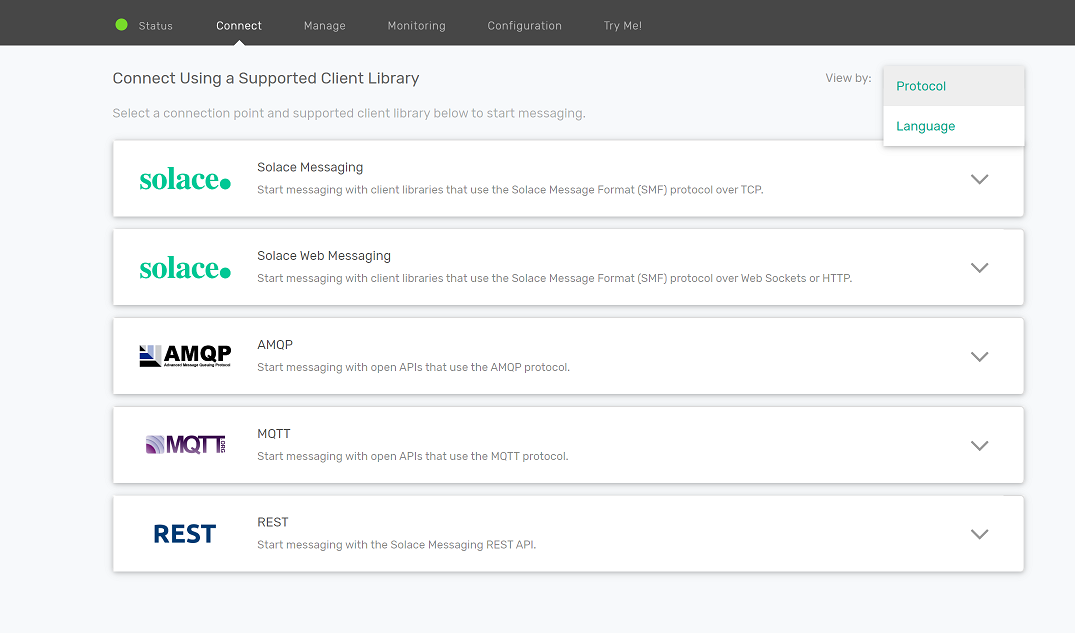 Status Connect Manage Monitoring Configuration Try Me!
Connect Using a Supported Client Library
View by:
Protocol
Language
Select a connection point and supported client library below to start messaging.
solace.
Solace Messaging
Start messaging with client libraries that use the Solace Message Format (SMF) protocol over TCP.
solace.
Solace Web Messaging
Start messaging with client libraries that use the Solace Message Format (SMF) protocol over Web Sockets or HTTP.
AMQP
Advanced Message Queuing Protocol
AMQP
Start messaging with open APIs that use the AMQP protocol.
MQTT.ORG
MQTT
Start messaging with open APIs that use the MQTT protocol.
REST
REST
Start messaging with the Solace Messaging REST API.